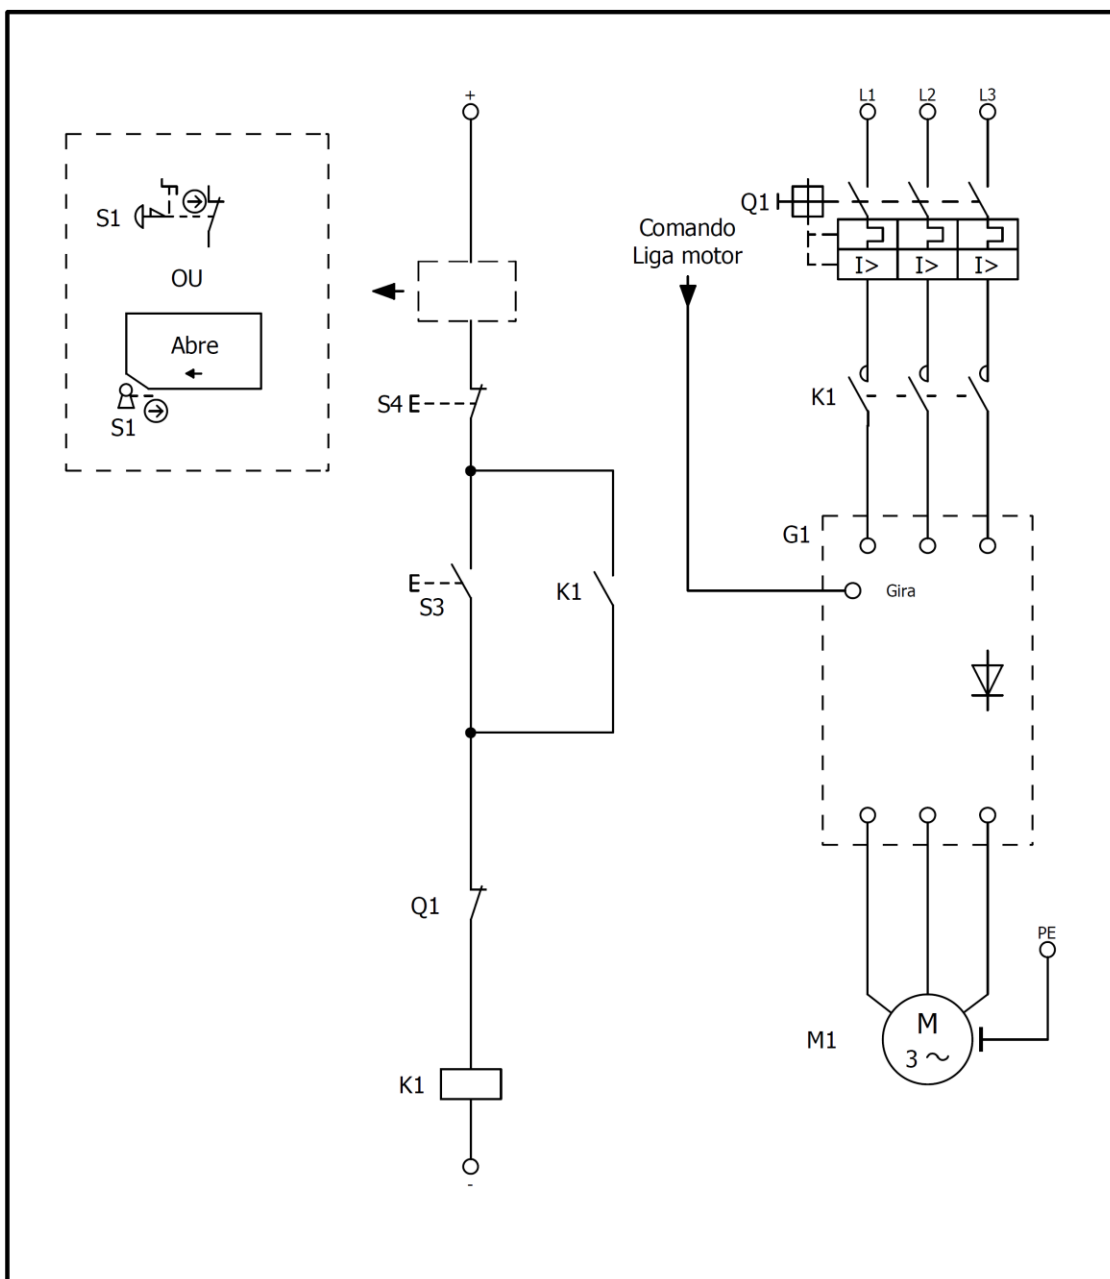 +
L1
L2
L3
S1
OU
Abre
S1
Comando
Liga motor
Q1
I>
I>
I>
S4
K1
G1
Gira
S3
K1
Q1
PE
M1
M
3 ~
K1
-